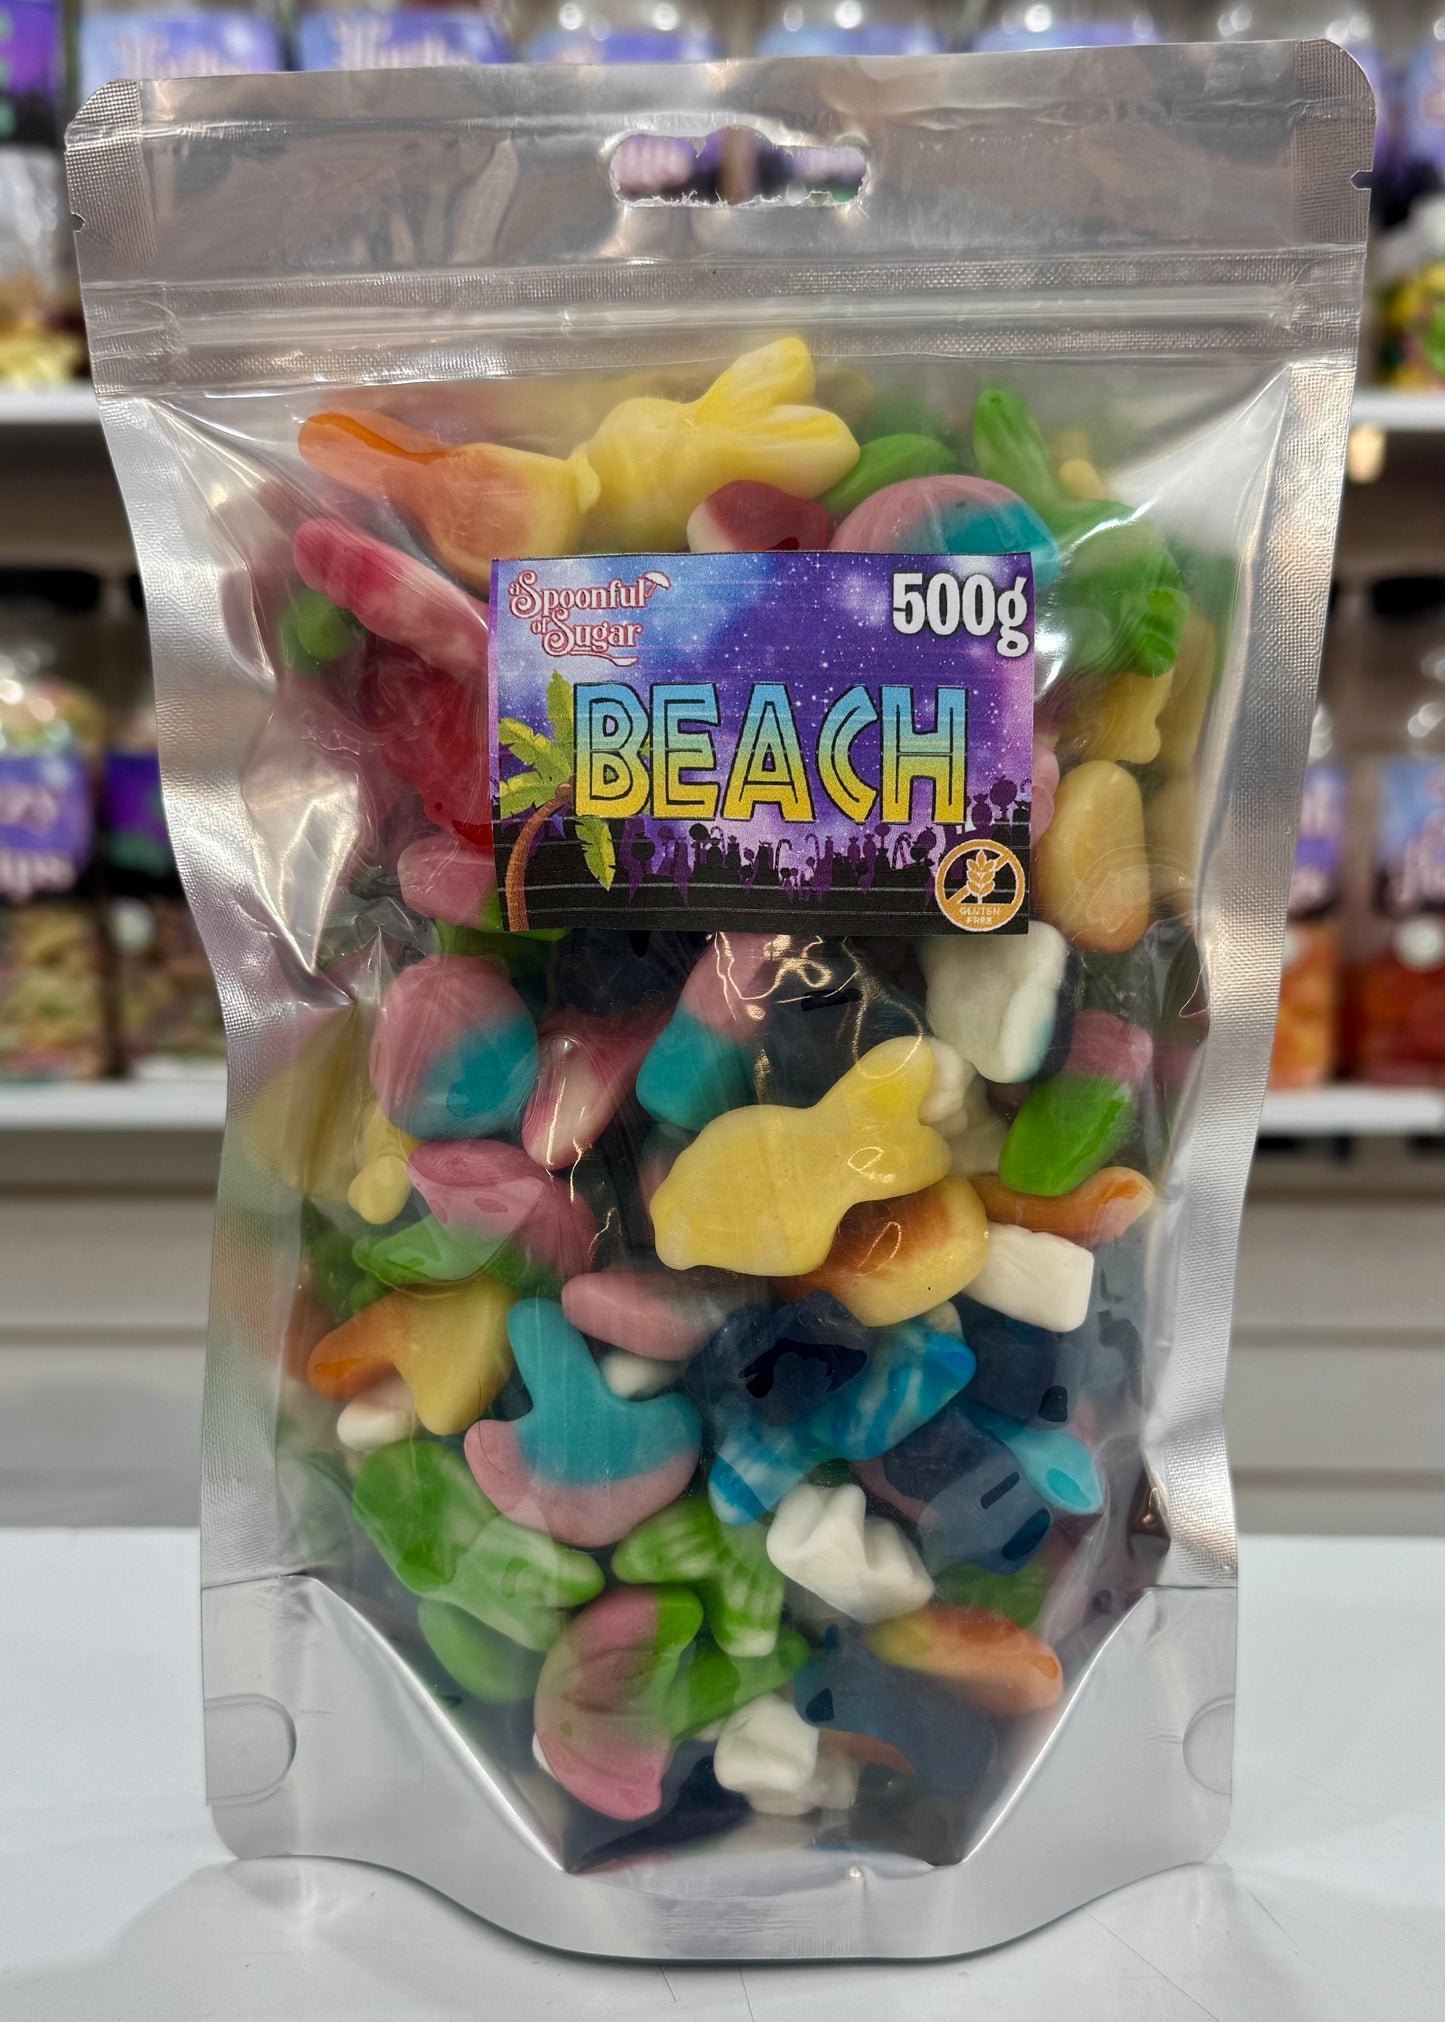 a Spoonful
of Sugar
500g
BEACH
GLUTEN
FREE